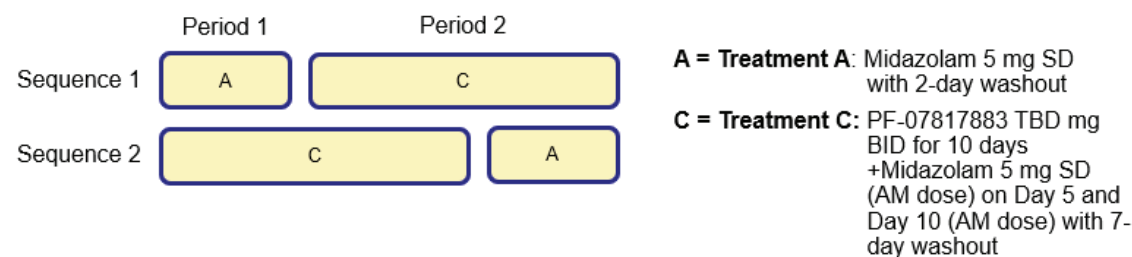 Period 1
Period 2
Sequence 1
A
C
Sequence 2
C
A
A = Treatment A: Midazolam 5 mg SD
with 2-day washout
C = Treatment C: PF-07817883 TBD mg
BID for 10 days
+Midazolam 5 mg SD
(AM dose) on Day 5 and
Day 10 (AM dose) with 7-
day washout